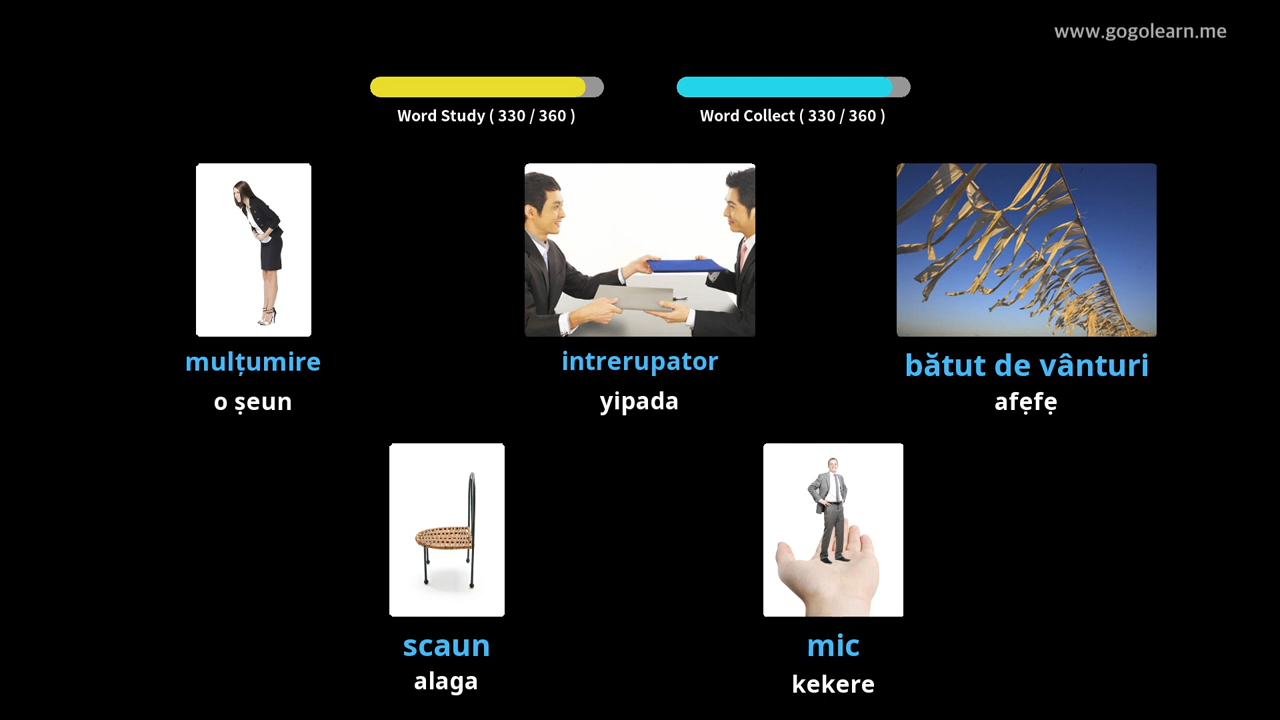 www.gogolearn.me
Word Study ( 330 / 360 )
Word Collect ( 330 / 360 )
mulțumire
o ṣeun
intrerupator
yipada
bătut de vânturi
afẹfẹ
scaun
alaga
mic
kekere